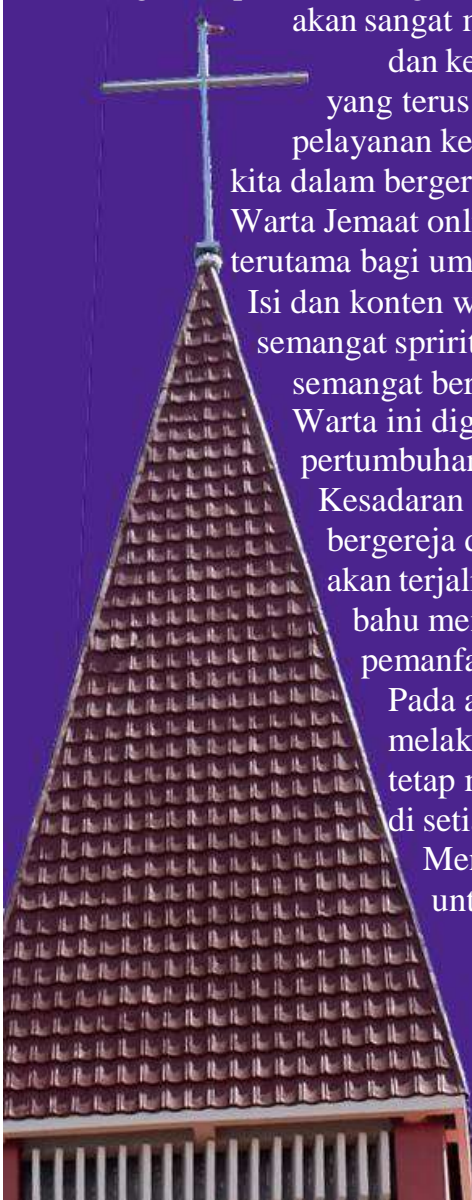 akan sangat
dan ke
yang terus
pelayanan ke
kita dalam berger
Warta Jemaat onl
terutama bagi um
Isi dan konten w
semangat spririt
semangat ber
Warta ini dig
pertumbuhan
Kesadaran
bergereja d
akan terjali
bahu me
pemanfa
Pada a
melak
tetap
di seti
Mer
unt